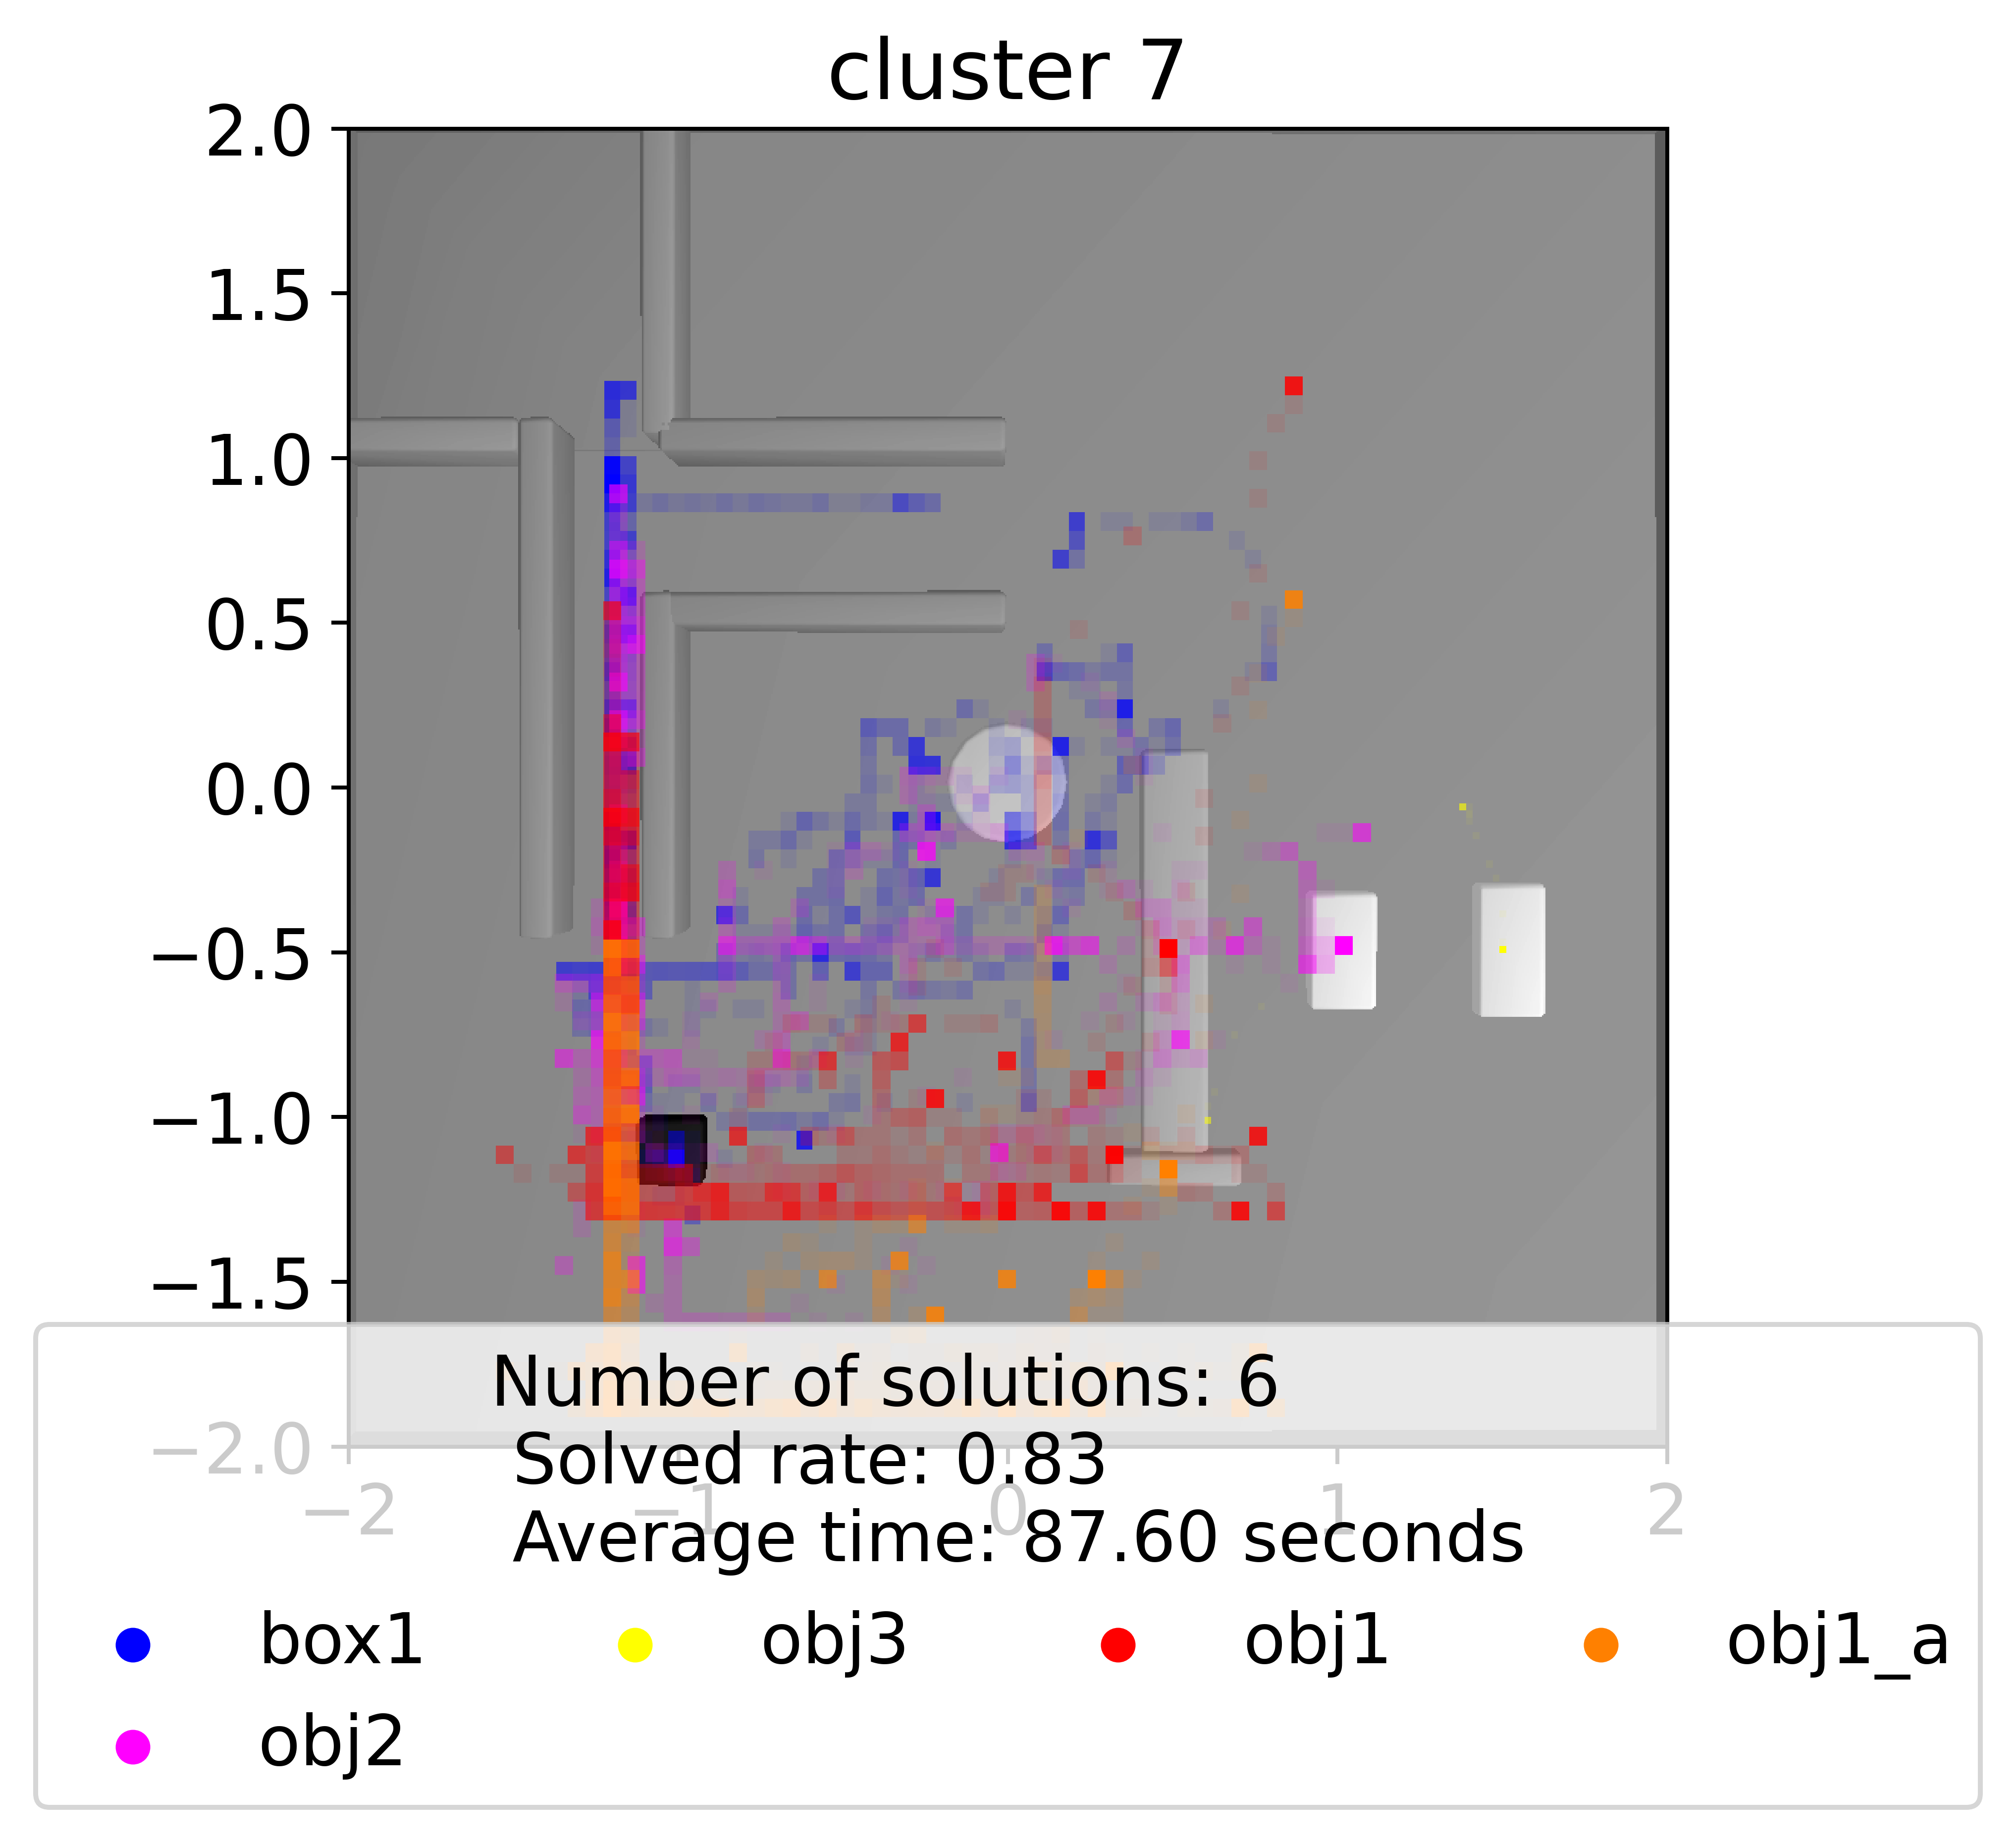 cluster 7
2.0
1.5
1.0
0.5
0.0
−0.5
−1.0
−1.5
−2.0
−2 −1 0 1 2
Number of solutions: 6
Solved rate: 0.83
Average time: 87.60 seconds
box1 obj3 obj1 obj1_a
obj2